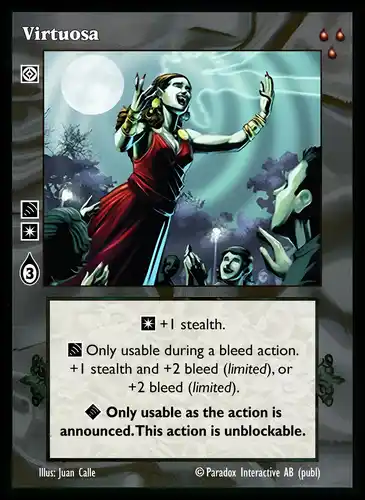 Virtuosa
3
+1 stealth.
Only usable during a bleed action.
+1 stealth and +2 bleed (limited), or
+2 bleed (limited).
Only usable as the action is
announced.This action is unblockable.
Illus: Juan Calle
© Paradox Interactive AB (publ)